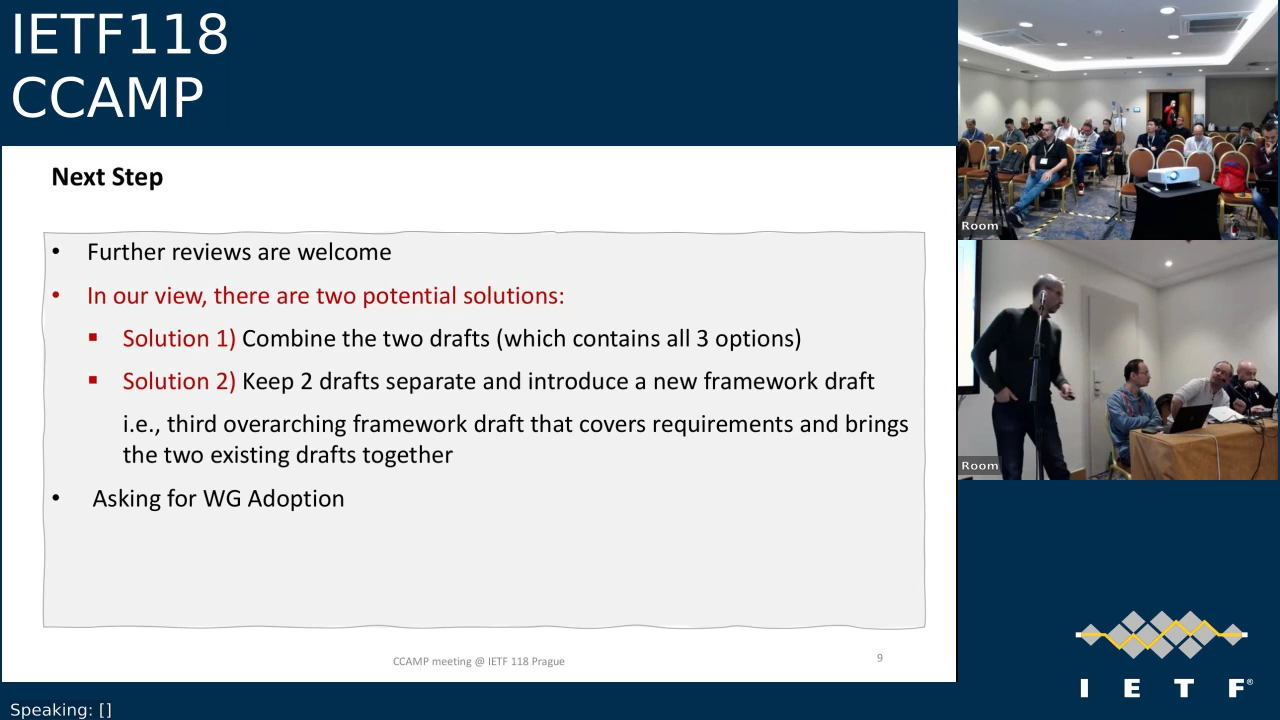 IETF118
CCAMP
Next Step
• Further reviews are welcome
• In our view, there are two potential solutions:
▪ Solution 1) Combine the two drafts (which contains all 3 options)
▪ Solution 2) Keep 2 drafts separate and introduce a new framework draft
i.e., third overarching framework draft that covers requirements and brings
the two existing drafts together
• Asking for WG Adoption
CCAMP meeting @ IETF 118 Prague
9
Room
Room
I E T F®
Speaking: []